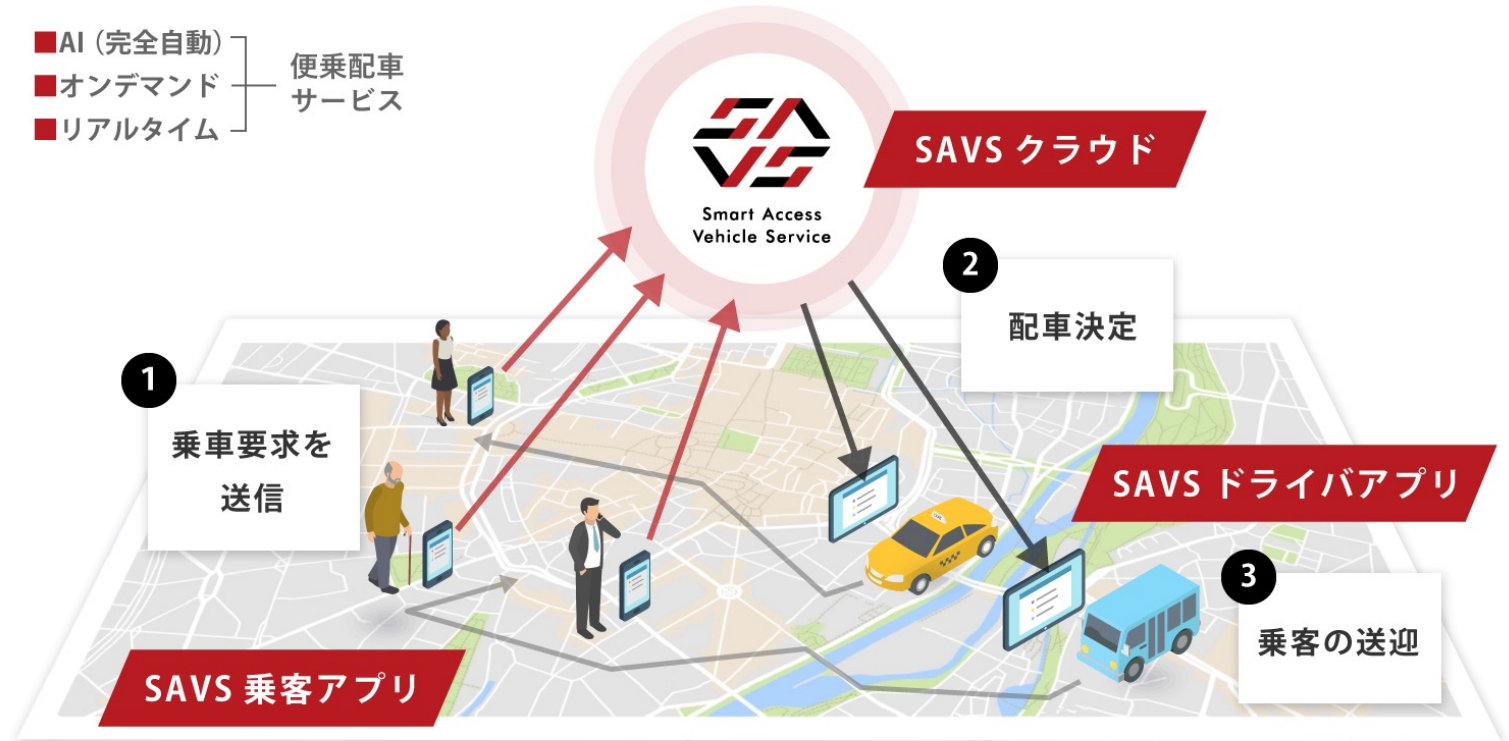 ■AI（完全自動）
■オンデマンド
■リアルタイム
便乗配車
サービス
SAVS
Smart Access
Vehicle Service
SAVS クラウド
2
配車決定
1
乗車要求を
送信
SAVS ドライバアプリ
3
乗客の送迎
SAVS 乗客アプリ